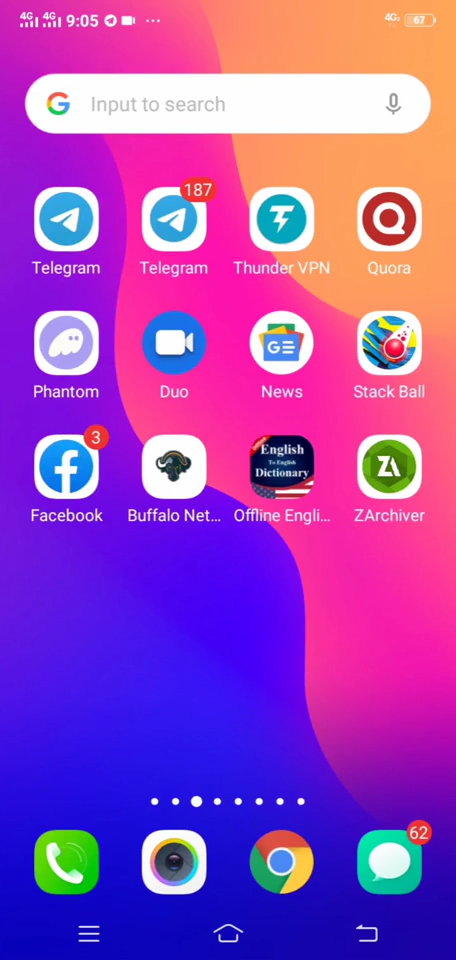 4G 4G 9:05 4G 67
Input to search
187
Telegram Telegram Thunder VPN Quora
Phantom Duo News Stack Ball
3
English
To English
Dictionary
ZA
Facebook Buffalo Net... Offline Engli... ZArchiver
62